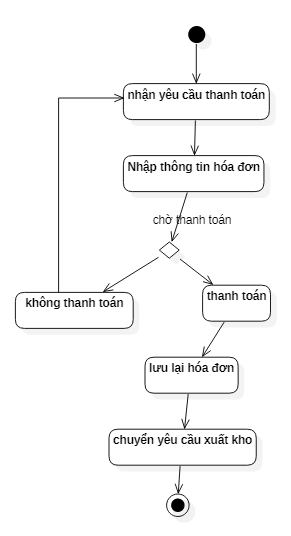 nhận yêu cầu thanh toán
Nhập thông tin hóa đơn
chờ thanh toán
không thanh toán
thanh toán
lưu lại hóa đơn
chuyển yêu cầu xuất kho